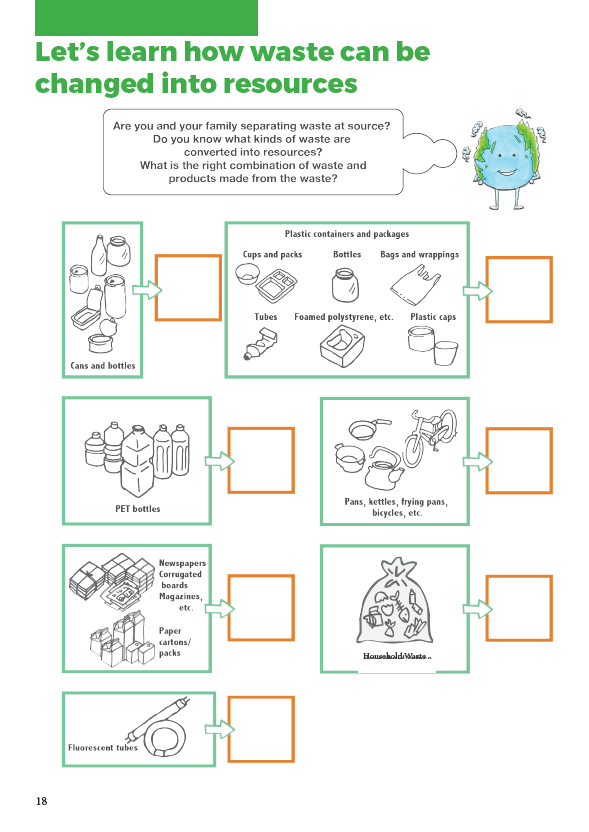 Let's learn how waste can be
changed into resources
Are you and your family separating waste at source?
Do you know what kinds of waste are
converted into resources?
What is the right combination of waste and
products made from the waste?
Cans and bottles
Plastic containers and packages
Cups and packs
Bottles
Bags and wrappings
Tubes
Foamed polystyrene, etc.
Plastic caps
PET bottles
Pans, kettles, frying pans,
bicycles, etc.
Newspapers
Corrugated
boards
Magazines,
etc.
Paper
cartons/
packs
Household Waste
Fluorescent tubes
18